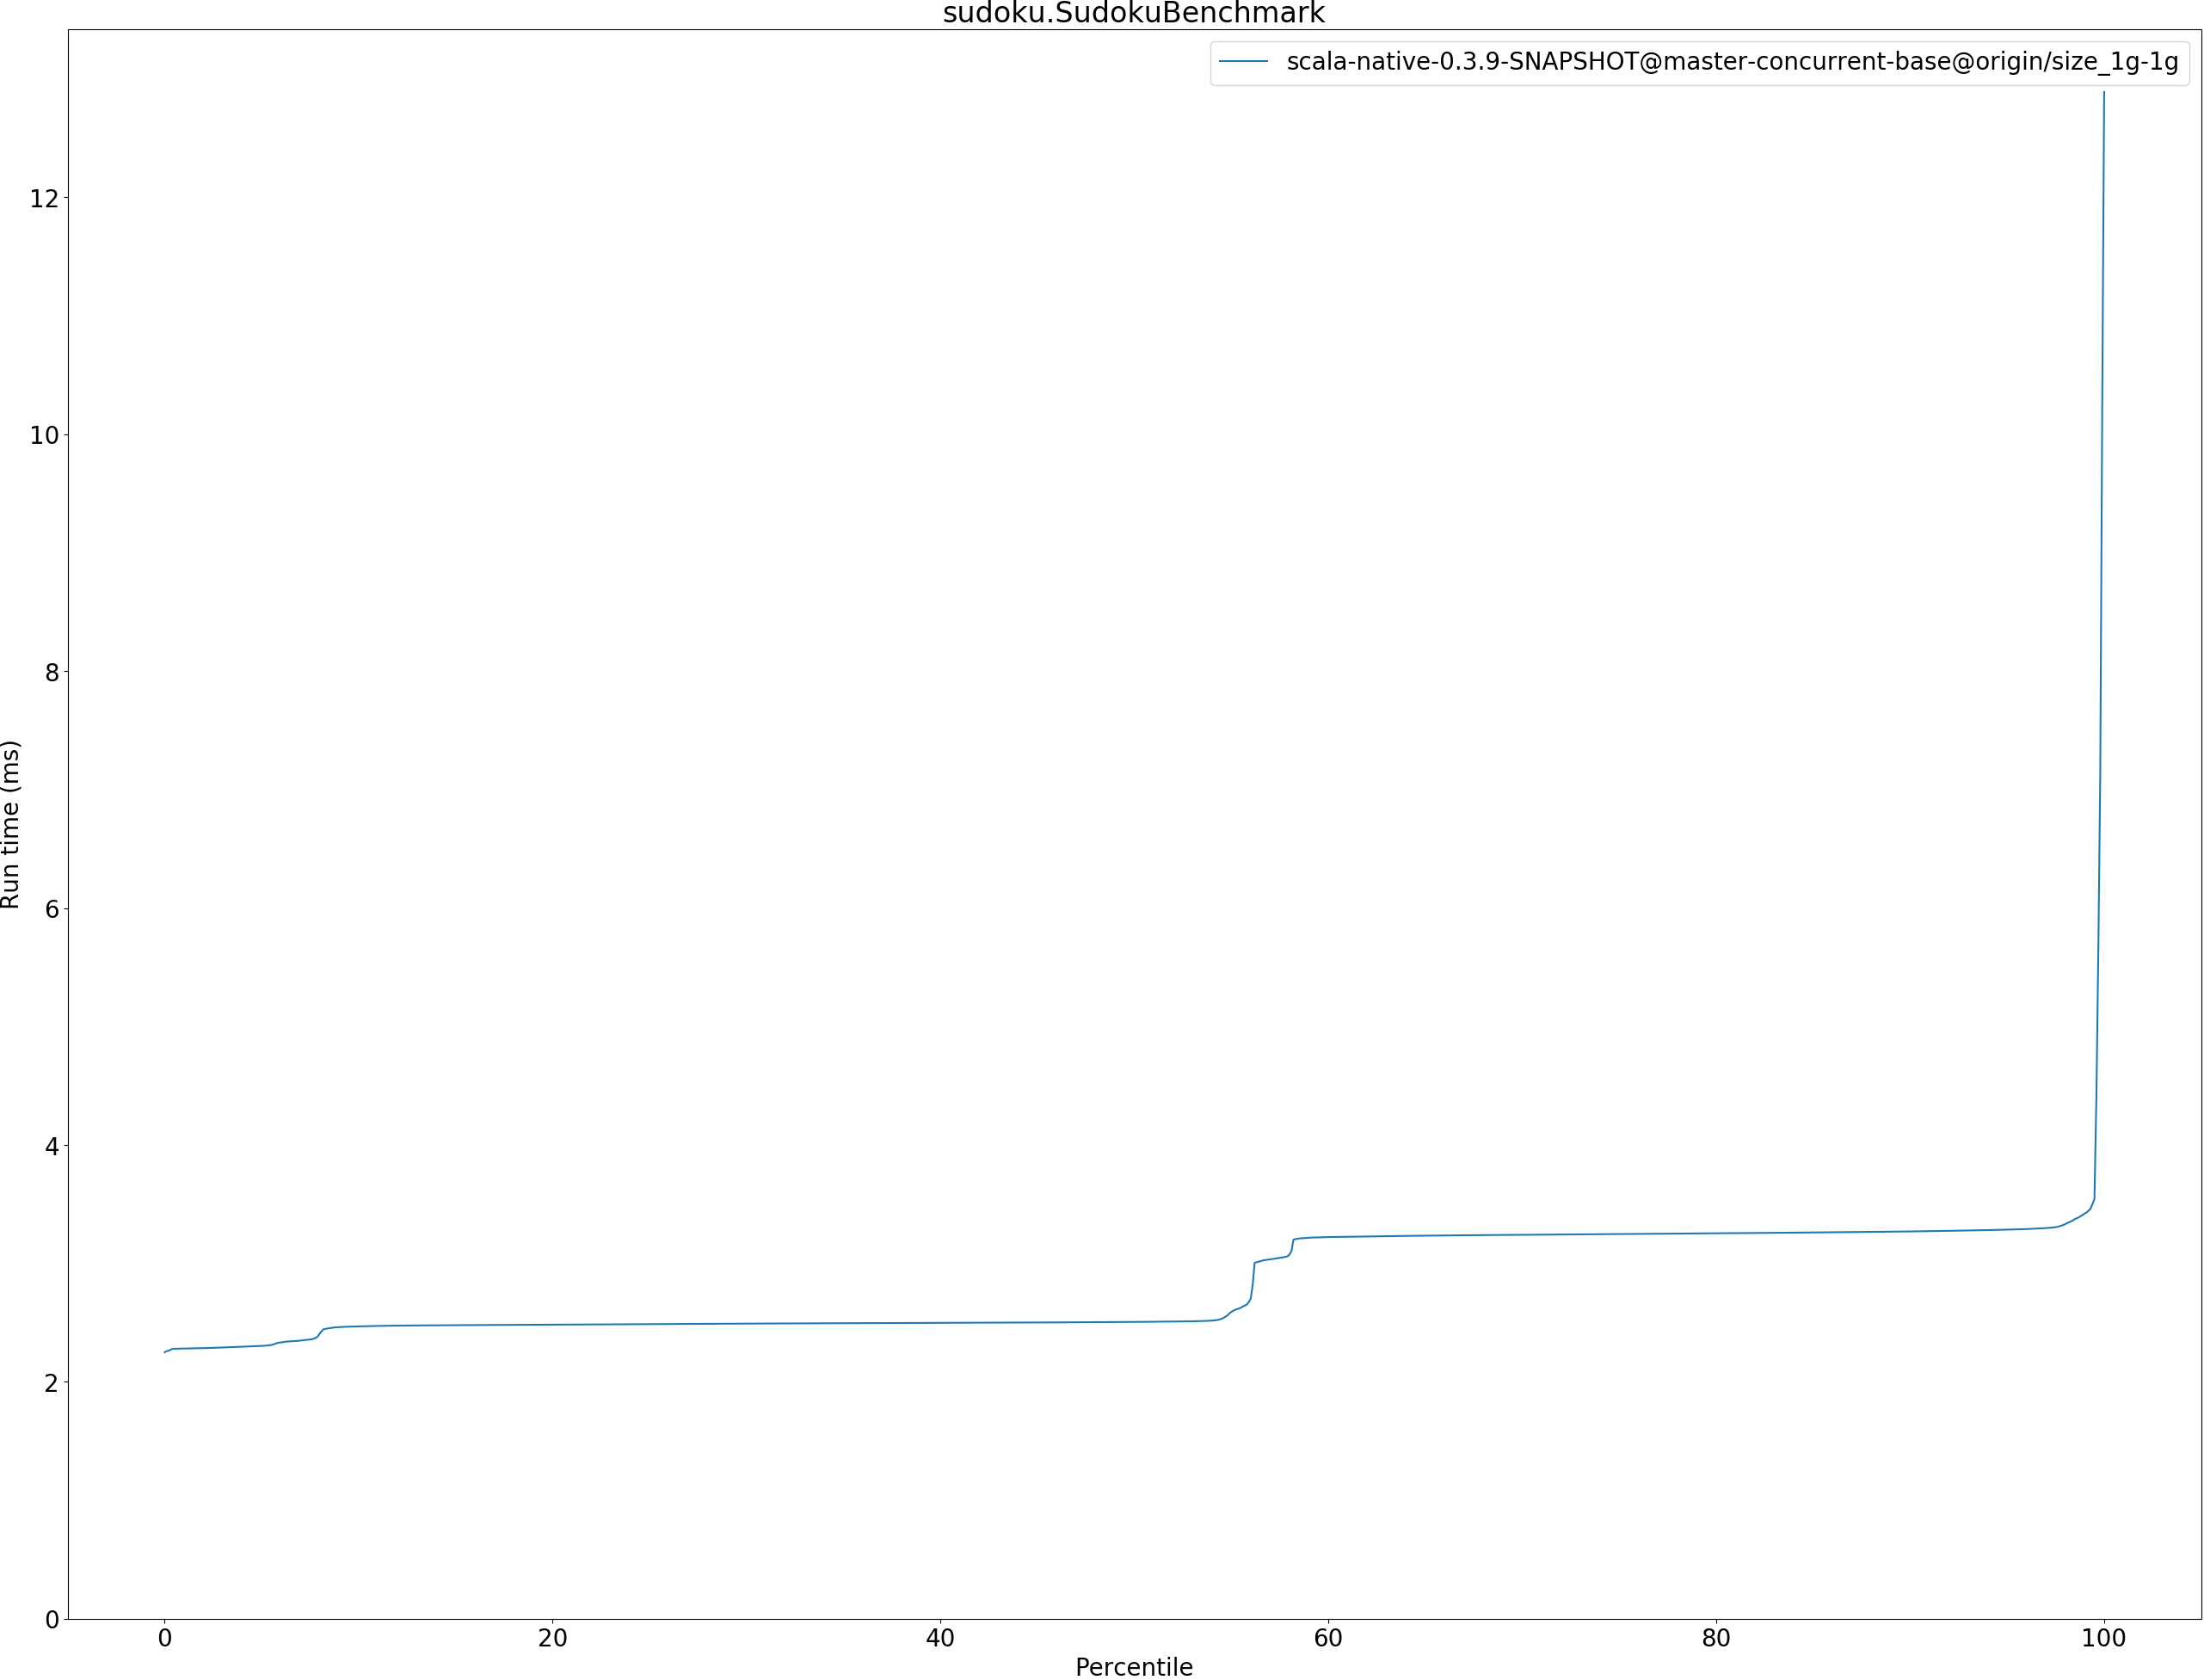 sudoku.SudokuBenchmark
scala-native-0.3.9-SNAPSHOT@master-concurrent-base@origin/size_1g-1g
Run time (ms)
12
10
8
6
4
2
0
0 20 40 60 80 100
Percentile